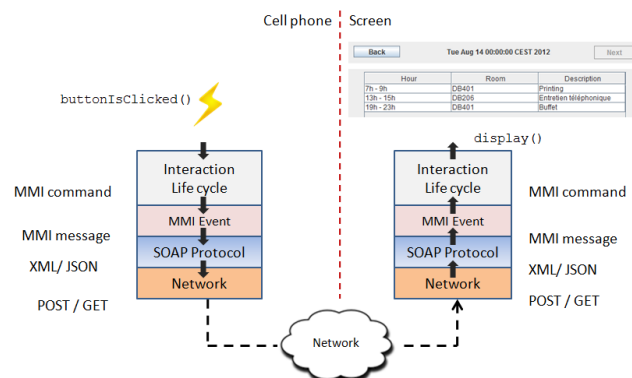 Cell phone
Screen
Back
Tue Aug 14 00:00:00 CEST 2012
Next
Hour
Room
Description
7h - 9h
DB401
Printing
13h - 15h
DB206
Entretien téléphonique
19h - 23h
DB401
Buffet
buttonIsClicked()
display()
Interaction
Life cycle
MMI Event
SOAP Protocol
Network
MMI command
MMI message
XML/ JSON
POST / GET
Interaction
Life cycle
MMI Event
SOAP Protocol
Network
MMI command
MMI message
XML/ JSON
POST / GET
Network